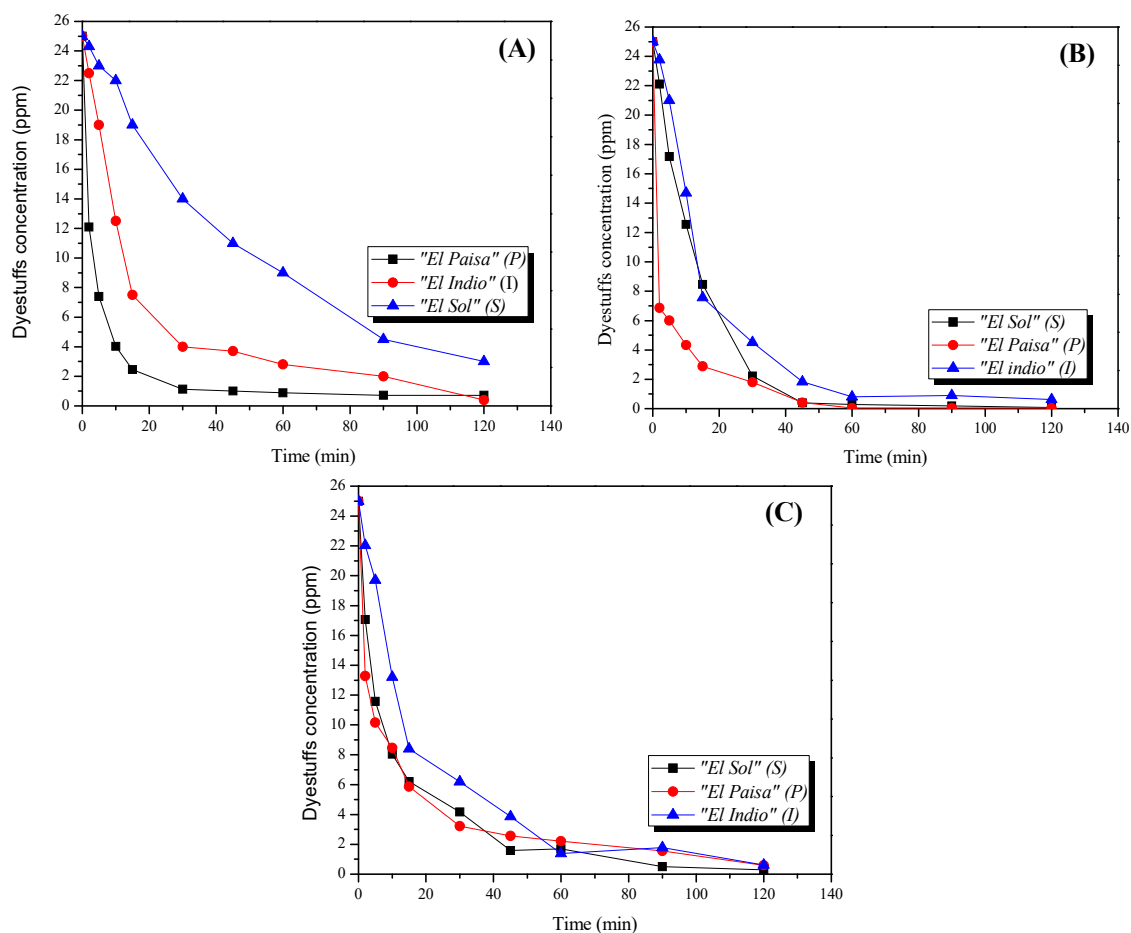 (A)
Dyestuffs concentration (ppm)
26
24
22
20
18
16
14
12
10
8
6
4
2
0
"El Paisa" (P)
"El Indio" (I)
"El Sol" (S)
0 20 40 60 80 100 120 140
Time (min)
(B)
Dyestuffs concentration (ppm)
26
24
22
20
18
16
14
12
10
8
6
4
2
0
"El Sol" (S)
"El Paisa" (P)
"El indio" (I)
0 20 40 60 80 100 120 140
Time (min)
(C)
Dyestuffs concentration (ppm)
26
24
22
20
18
16
14
12
10
8
6
4
2
0
"El Sol" (S)
"El Paisa" (P)
"El Indio" (I)
0 20 40 60 80 100 120 140
Time (min)